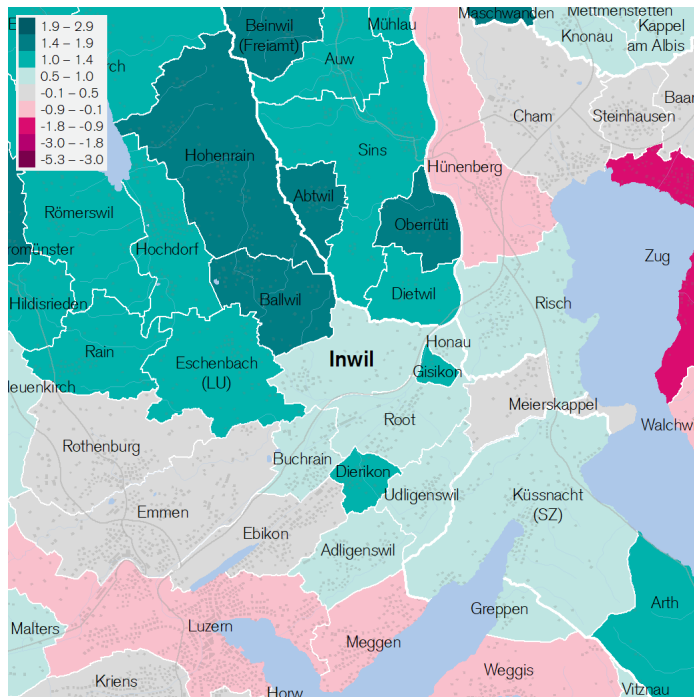 1.9 – 2.9
1.4 – 1.9
1.0 – 1.4
0.5 – 1.0
-0.1 – 0.5
-0.9 – -0.1
-1.8 – -0.9
-3.0 – -1.8
-5.3 – -3.0
Beinwil
(Freiamt)
Mühlau
Maschwanden
Mettmenstetten
Knonau
Kappel
am Albis
Auw
Cham
Steinhausen
Baar
Hohenrain
Sins
Hünenberg
Abtwil
Römerswil
Oberrüti
Hochdorf
Zug
Ballwil
Dietwil
Risch
Hildisrieden
Rain
Eschenbach
(LU)
Inwil
Honau
Gisikon
Meierskappel
Root
Rothenburg
Buchrain
Dierikon
Udligenswil
Küssnacht
(SZ)
Emmen
Ebikon
Adligenswil
Greppen
Arth
Malters
Luzern
Meggen
Weggis
Kriens
Horw
Vitznau